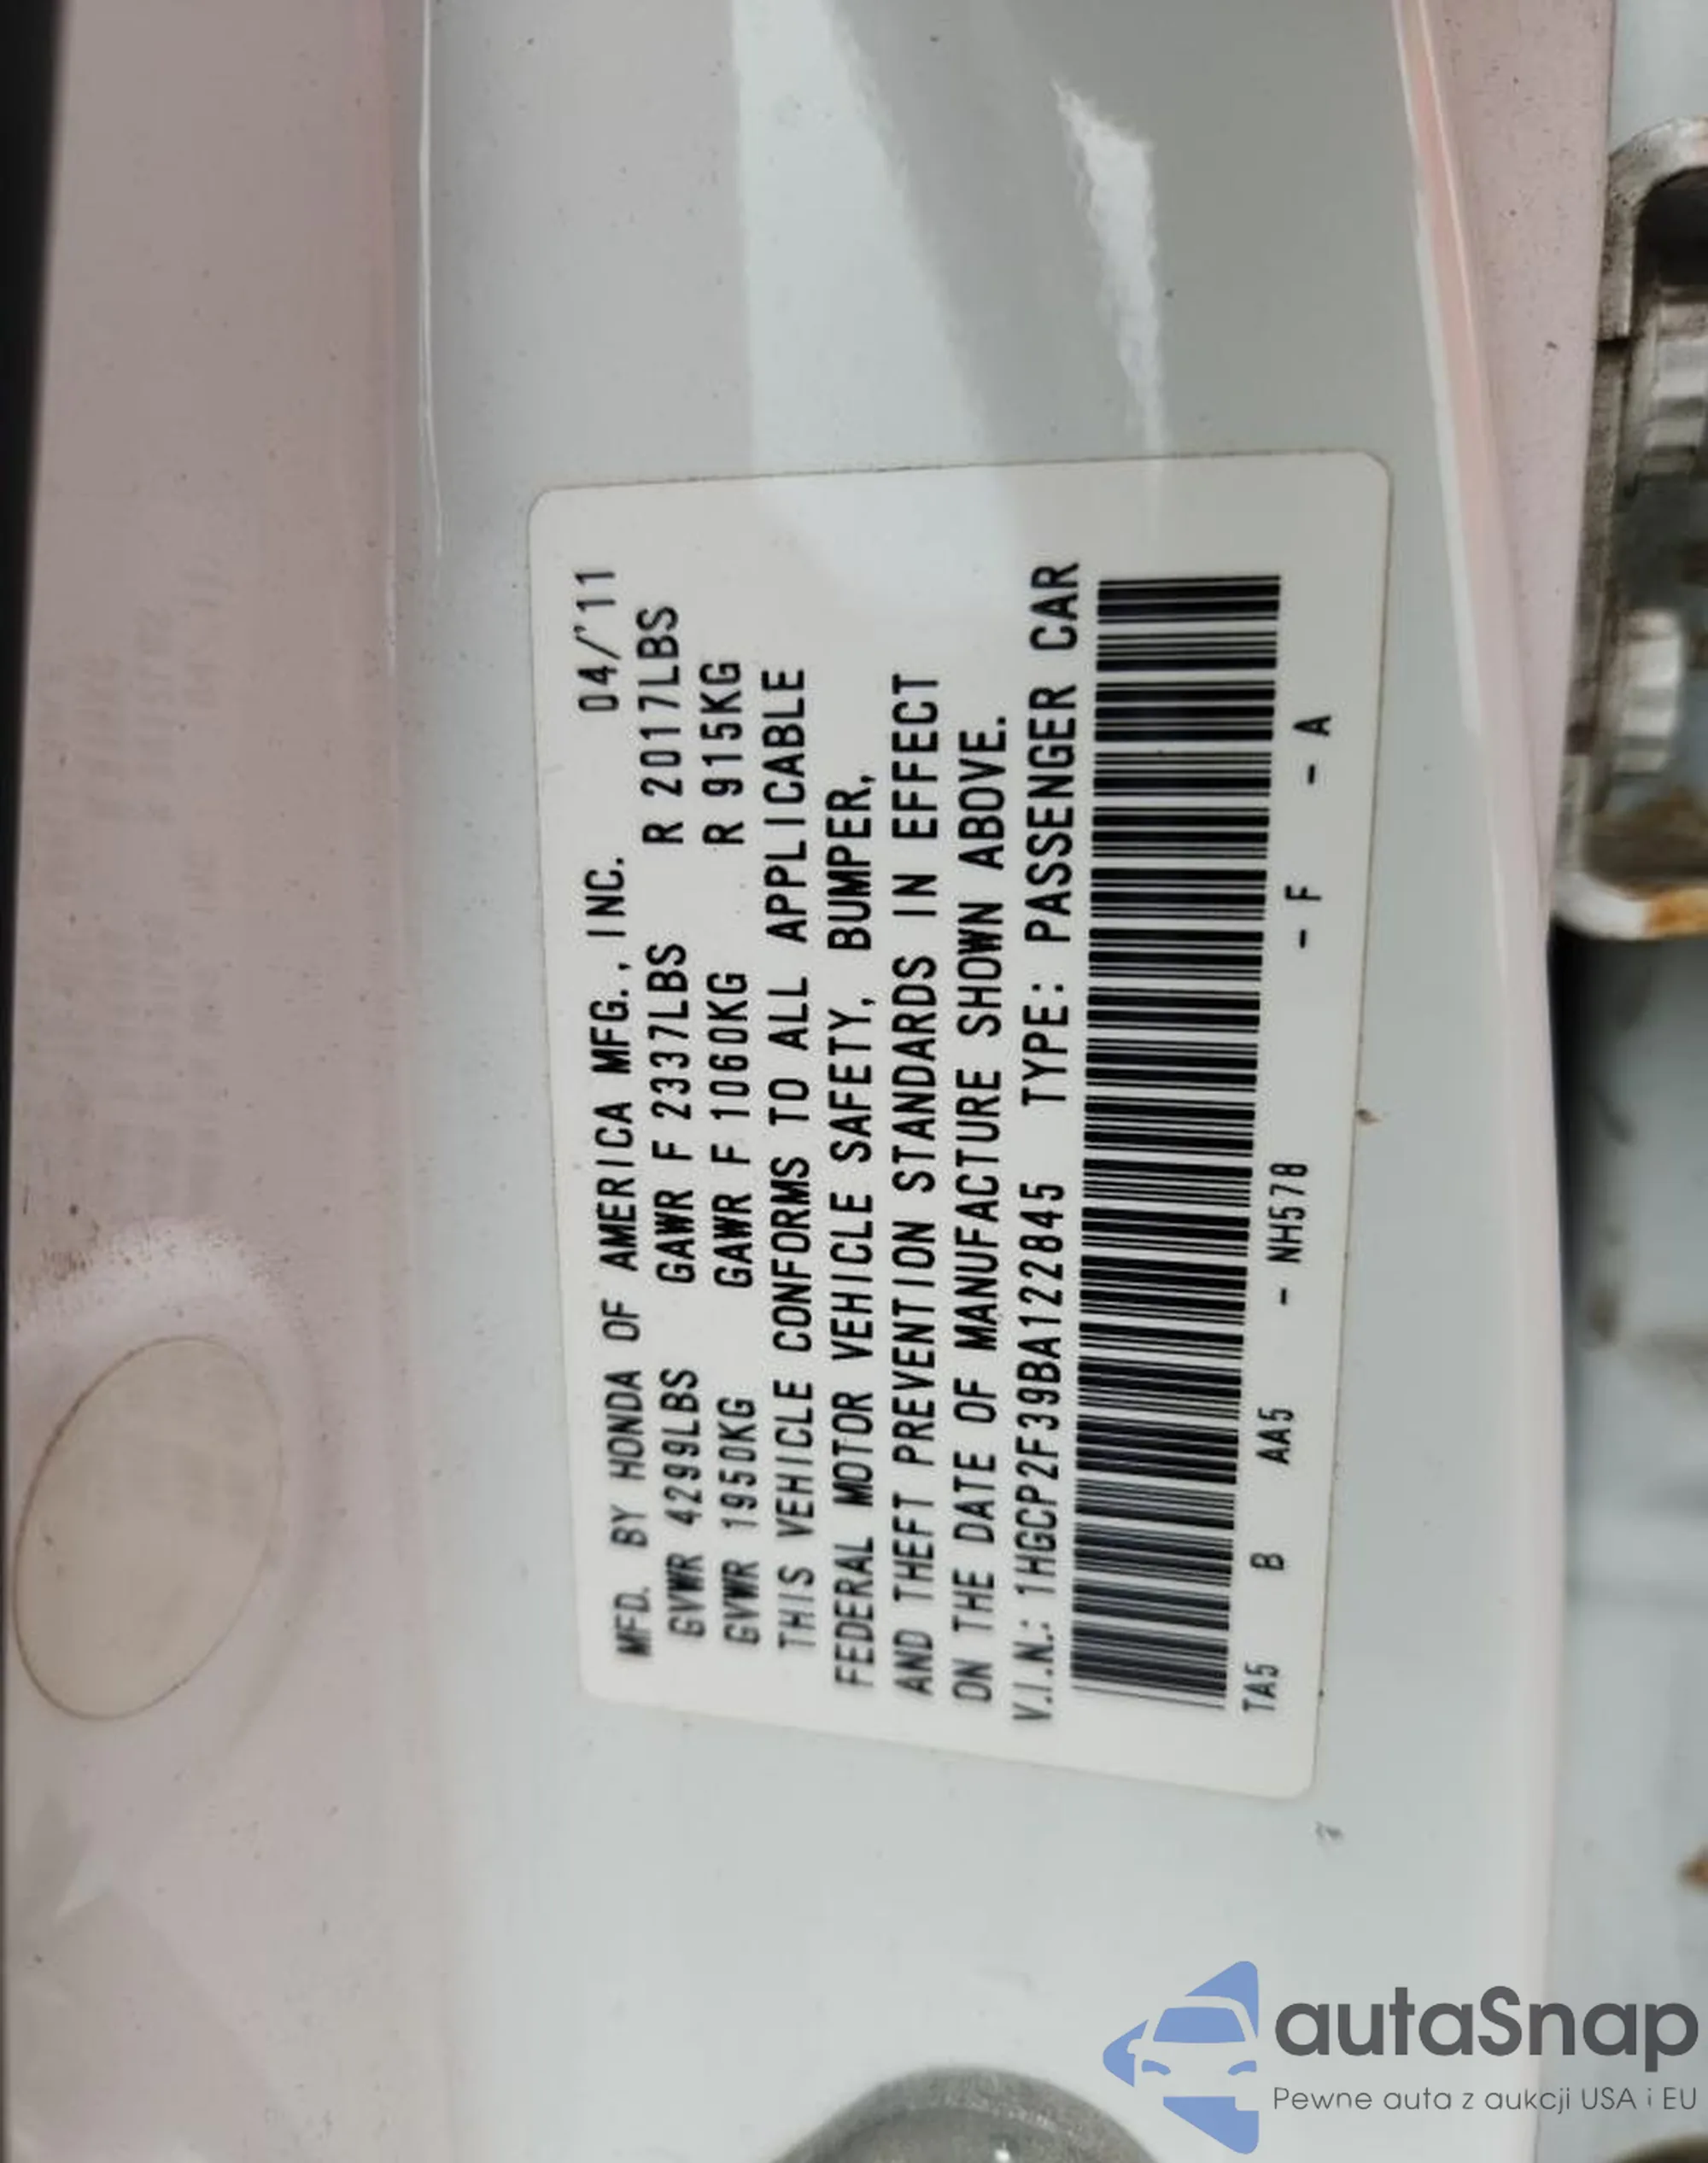 MFD. BY HONDA OF AMERICA MFG., INC. 04/'11
GVWR 4299LBS GAWR F 2337LBS R 2017LBS
GVWR 1950KG GAWR F 1060KG R 915KG
THIS VEHICLE CONFORMS TO ALL APPLICABLE
FEDERAL MOTOR VEHICLE SAFETY, BUMPER,
AND THEFT PREVENTION STANDARDS IN EFFECT
ON THE DATE OF MANUFACTURE SHOWN ABOVE.
V.I.N.: 1HGCP2F39BA122845 TYPE: PASSENGER CAR
TA5 B AA5 - NH578 - F - A
autaSnap
Pewne auta z aukcji USA i EU